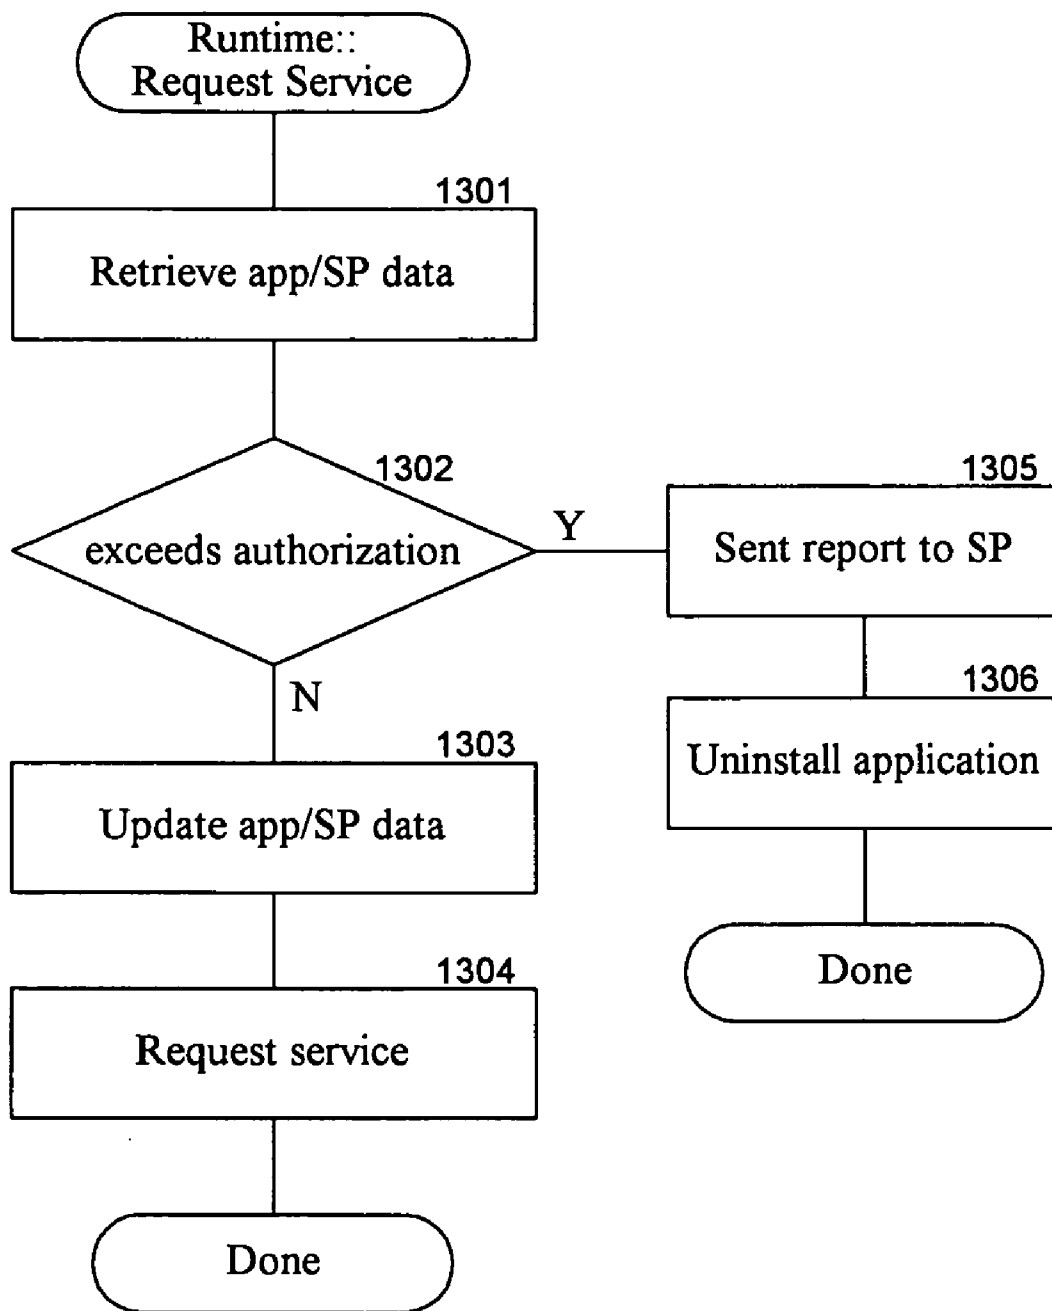 Runtime::
Request Service
1301
Retrieve app/SP data
1302
exceeds authorization
Y
N
1305
Sent report to SP
1306
Uninstall application
Done
1303
Update app/SP data
1304
Request service
Done